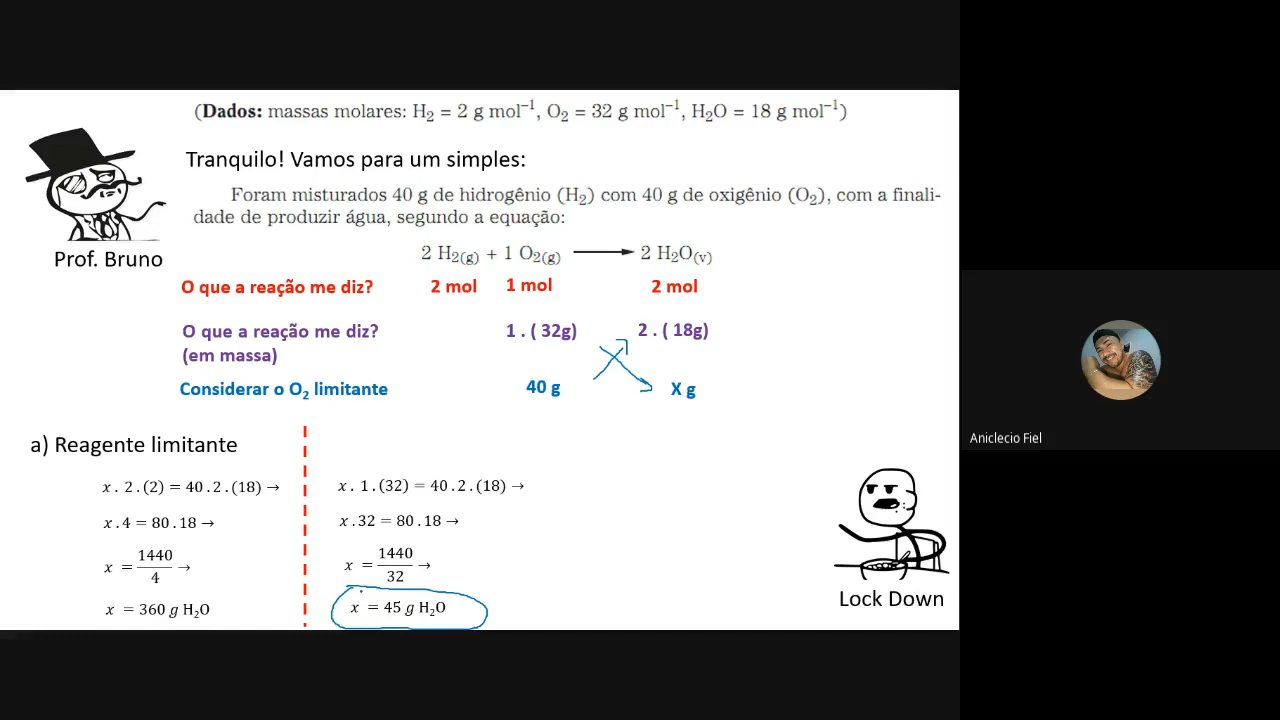 (Dados: massas molares: H₂ = 2 g mol⁻¹, O₂ = 32 g mol⁻¹, H₂O = 18 g mol⁻¹)
Tranquilo! Vamos para um simples:
Foram misturados 40 g de hidrogênio (H₂) com 40 g de oxigênio (O₂), com a finali-
dade de produzir água, segundo a equação:
Prof. Bruno
2 H₂(g) + 1 O₂(g) ⟶ 2 H₂O(v)
O que a reação me diz? 2 mol 1 mol 2 mol
O que a reação me diz? 1 . ( 32g) 2 . ( 18g)
(em massa)
Considerar o O₂ limitante 40 g X g
Aniclecio Fiel
a) Reagente limitante
x . 2 . (2) = 40 . 2 . (18) →
x . 4 = 80 . 18 →
x = 1440/4 →
x = 360 g H₂O
x . 1 . (32) = 40 . 2 . (18) →
x . 32 = 80 . 18 →
x = 1440/32 →
x = 45 g H₂O
Lock Down